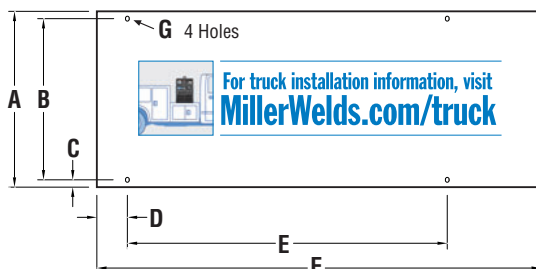 G 4 Holes
A
B
For truck installation information, visit
MillerWelds.com/truck
C
D
E
F